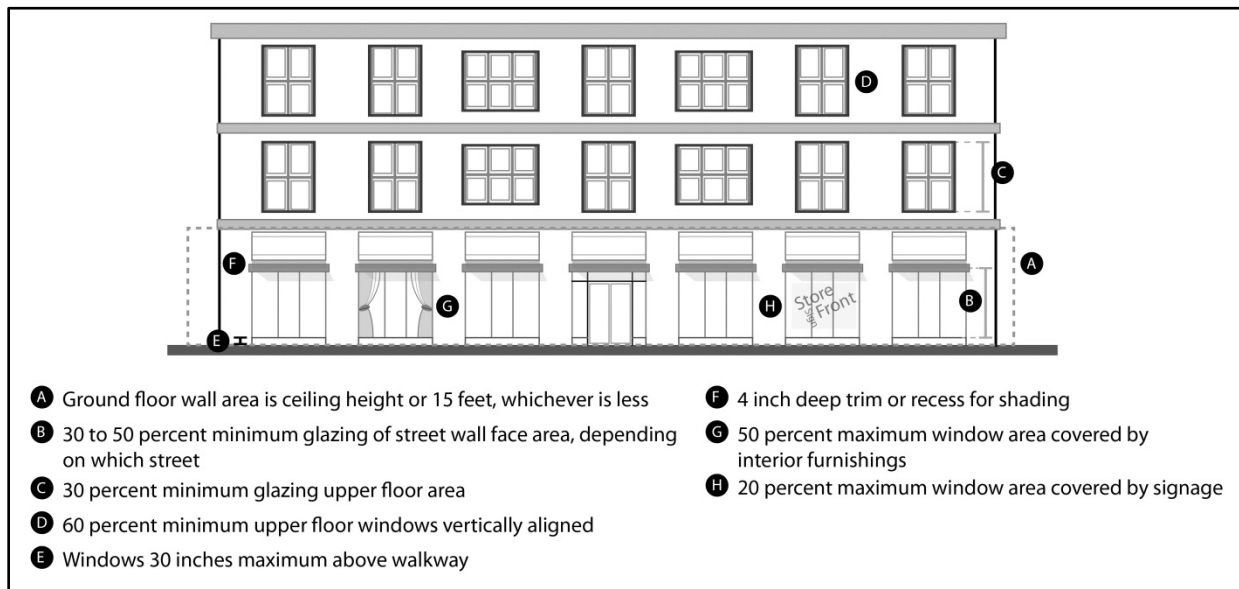 D
C
F
A
G
H
Store
Sign
Front
B
E
A Ground floor wall area is ceiling height or 15 feet, whichever is less
B 30 to 50 percent minimum glazing of street wall face area, depending
on which street
C 30 percent minimum glazing upper floor area
D 60 percent minimum upper floor windows vertically aligned
E Windows 30 inches maximum above walkway
F 4 inch deep trim or recess for shading
G 50 percent maximum window area covered by
interior furnishings
H 20 percent maximum window area covered by signage